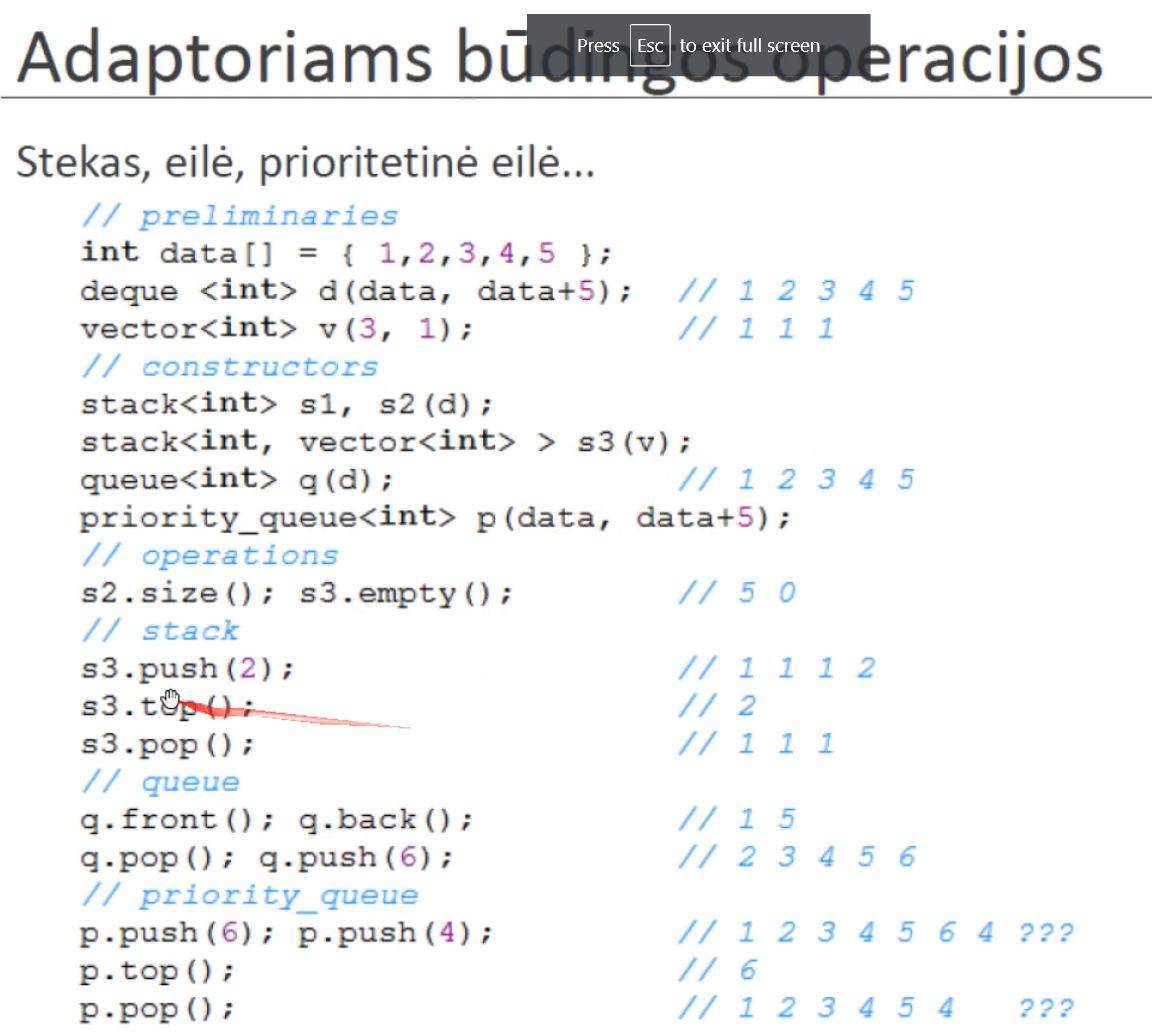 Press Esc to exit full screen
Adaptoriams būdingos operacijos
Stekas, eilė, prioritetinė eilė...
// preliminaries
int data[] = { 1,2,3,4,5 };
deque <int> d(data, data+5); // 1 2 3 4 5
vector<int> v(3, 1); // 1 1 1
// constructors
stack<int> s1, s2(d);
stack<int, vector<int> > s3(v);
queue<int> q(d); // 1 2 3 4 5
priority_queue<int> p(data, data+5);
// operations
s2.size(); s3.empty(); // 5 0
// stack
s3.push(2); // 1 1 1 2
s3.top(); // 2
s3.pop(); // 1 1 1
// queue
q.front(); q.back(); // 1 5
q.pop(); q.push(6); // 2 3 4 5 6
// priority_queue
p.push(6); p.push(4); // 1 2 3 4 5 6 4 ???
p.top(); // 6
p.pop(); // 1 2 3 4 5 4 ???